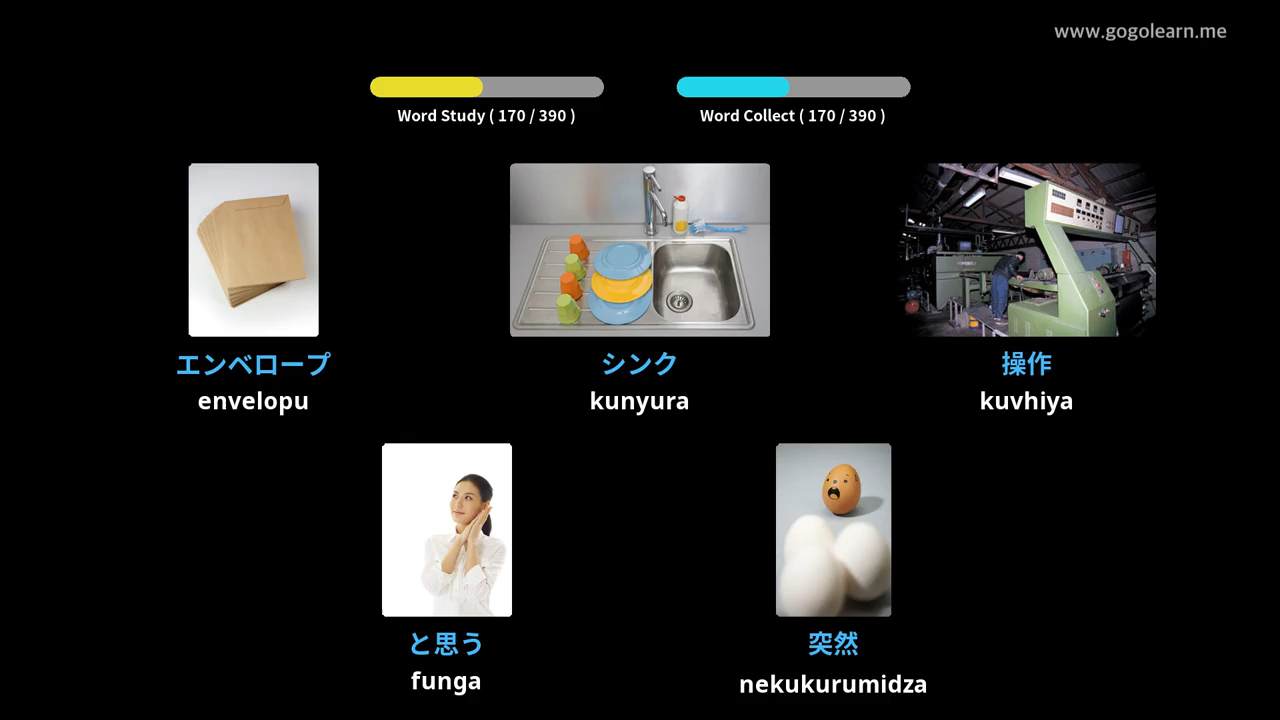 www.gogolearn.me
Word Study ( 170 / 390 )
Word Collect ( 170 / 390 )
エンベロープ
envelopu
シンク
kunyura
操作
kuvhiya
と思う
funga
突然
nekukurumidza